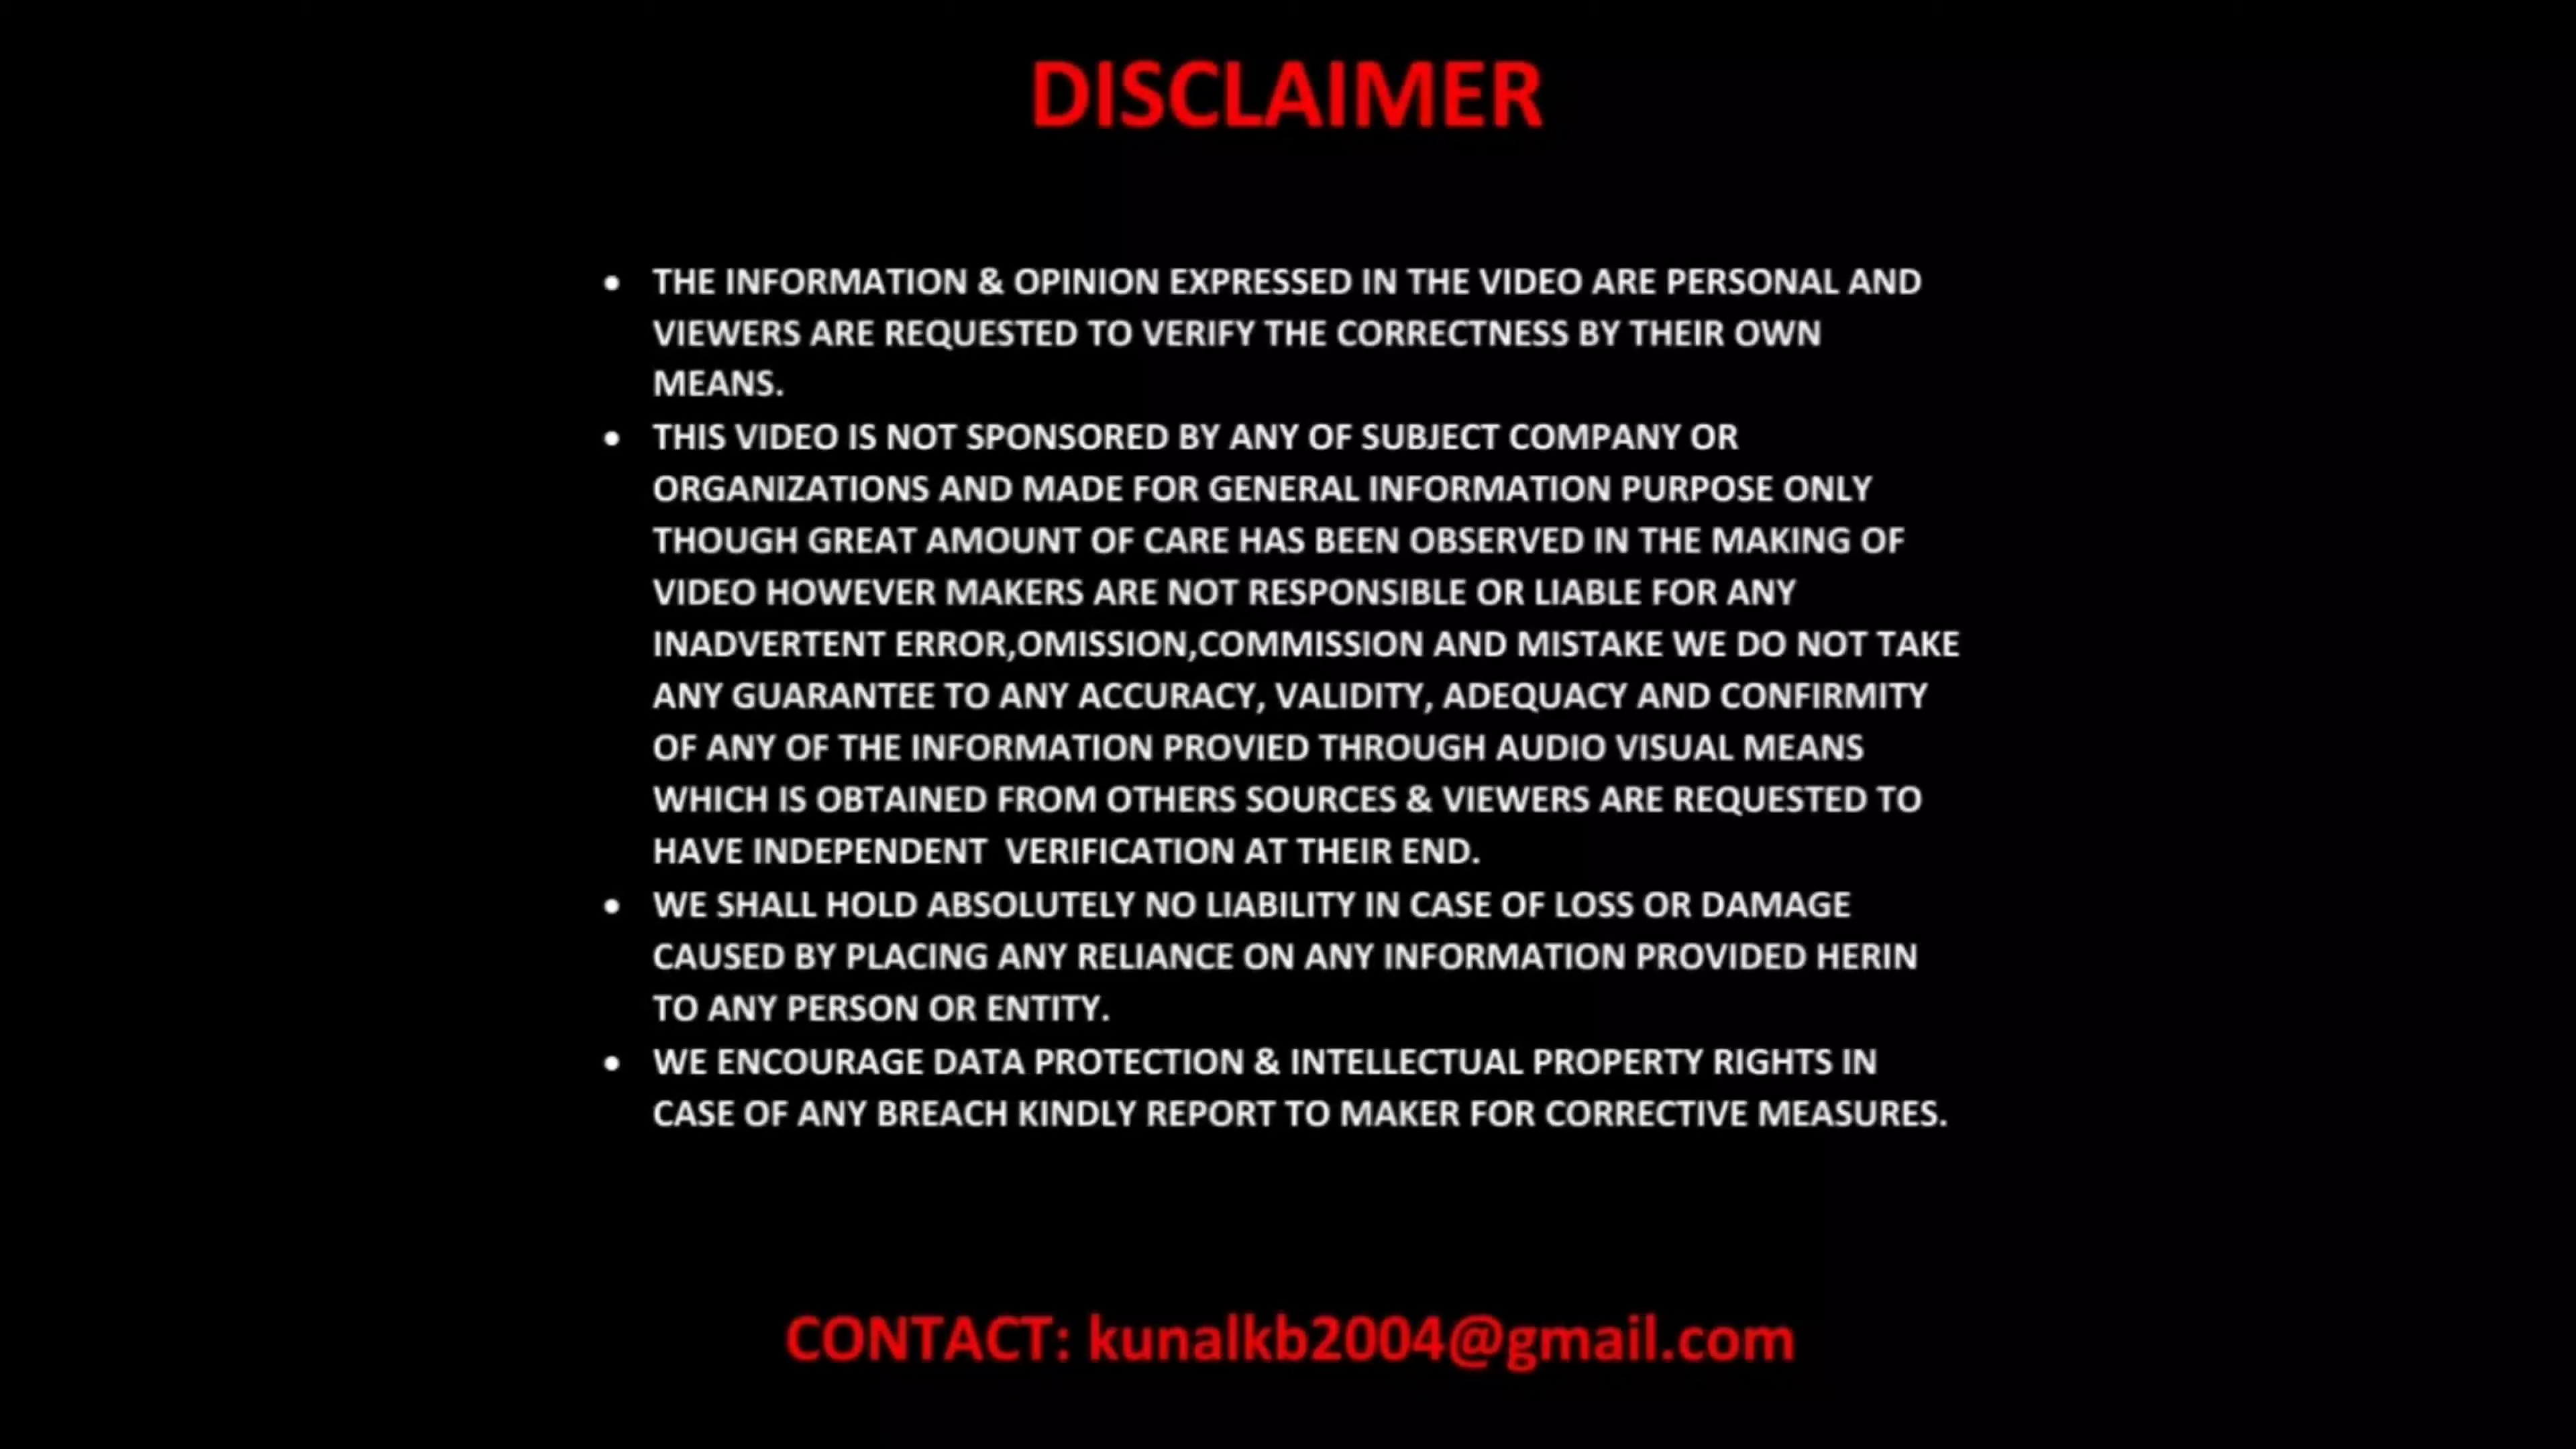 DISCLAIMER
• THE INFORMATION & OPINION EXPRESSED IN THE VIDEO ARE PERSONAL AND
VIEWERS ARE REQUESTED TO VERIFY THE CORRECTNESS BY THEIR OWN
MEANS.
• THIS VIDEO IS NOT SPONSORED BY ANY OF SUBJECT COMPANY OR
ORGANIZATIONS AND MADE FOR GENERAL INFORMATION PURPOSE ONLY
THOUGH GREAT AMOUNT OF CARE HAS BEEN OBSERVED IN THE MAKING OF
VIDEO HOWEVER MAKERS ARE NOT RESPONSIBLE OR LIABLE FOR ANY
INADVERTENT ERROR,OMISSION,COMMISSION AND MISTAKE WE DO NOT TAKE
ANY GUARANTEE TO ANY ACCURACY, VALIDITY, ADEQUACY AND CONFIRMITY
OF ANY OF THE INFORMATION PROVIED THROUGH AUDIO VISUAL MEANS
WHICH IS OBTAINED FROM OTHERS SOURCES & VIEWERS ARE REQUESTED TO
HAVE INDEPENDENT  VERIFICATION AT THEIR END.
• WE SHALL HOLD ABSOLUTELY NO LIABILITY IN CASE OF LOSS OR DAMAGE
CAUSED BY PLACING ANY RELIANCE ON ANY INFORMATION PROVIDED HERIN
TO ANY PERSON OR ENTITY.
• WE ENCOURAGE DATA PROTECTION & INTELLECTUAL PROPERTY RIGHTS IN
CASE OF ANY BREACH KINDLY REPORT TO MAKER FOR CORRECTIVE MEASURES.
CONTACT: kunalkb2004@gmail.com